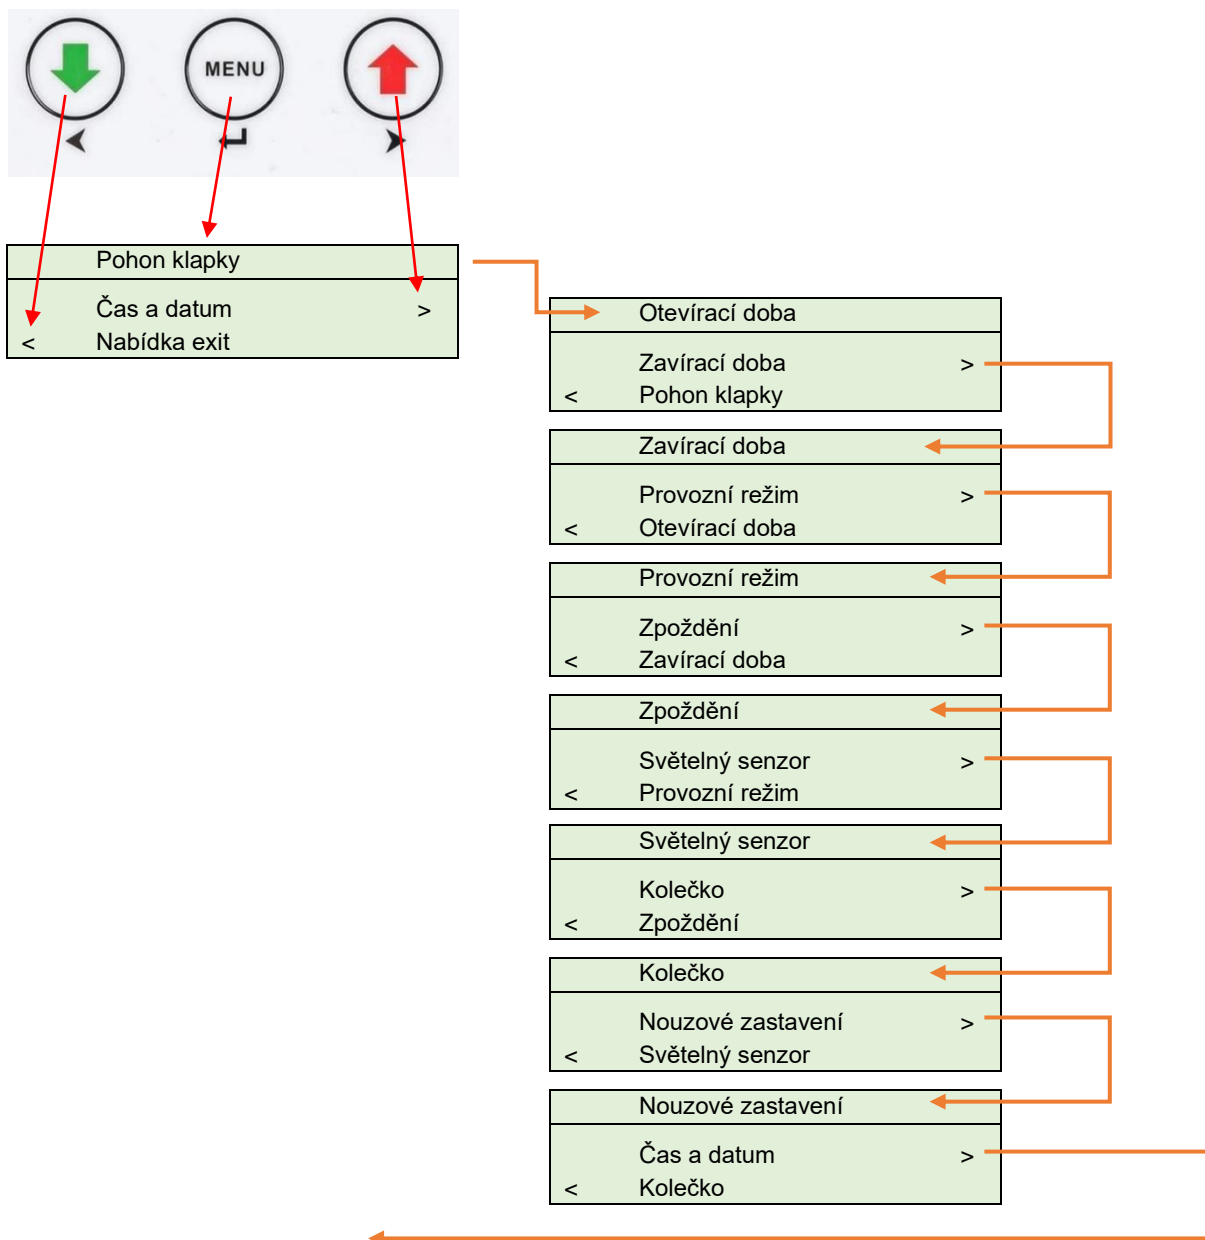 MENU
Pohon klapky
Čas a datum >
< Nabídka exit
Otevírací doba
Zavírací doba >
< Pohon klapky
Zavírací doba
Provozní režim >
< Otevírací doba
Provozní režim
Zpoždění >
< Zavírací doba
Zpoždění
Světelný senzor >
< Provozní režim
Světelný senzor
Kolečko >
< Zpoždění
Kolečko
Nouzové zastavení >
< Světelný senzor
Nouzové zastavení
Čas a datum >
< Kolečko